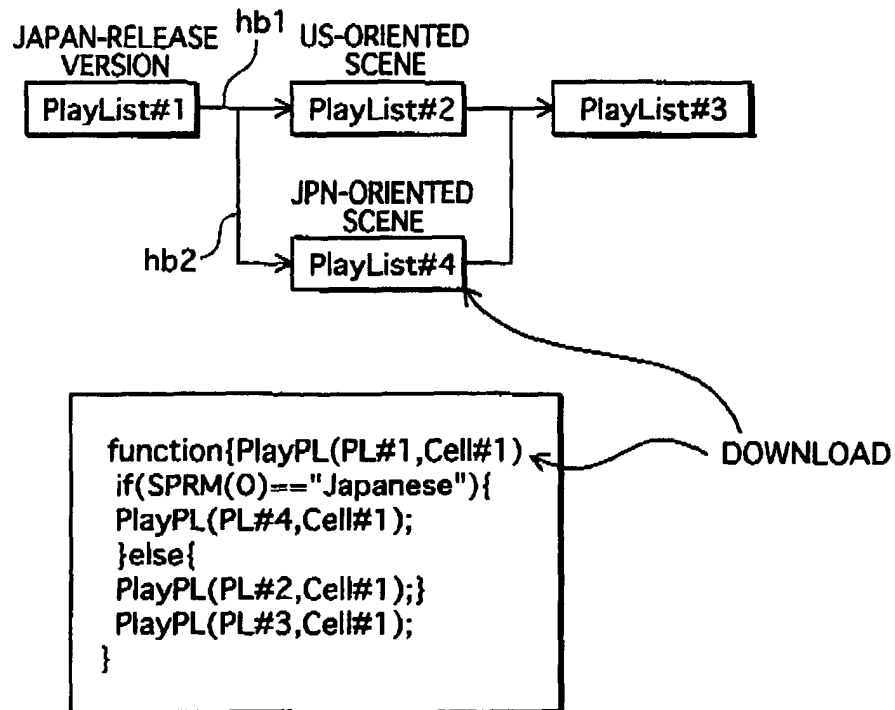 JAPAN-RELEASE
VERSION
hb1
US-ORIENTED
SCENE
PlayList#1
PlayList#2
PlayList#3
JPN-ORIENTED
SCENE
hb2
PlayList#4
function{PlayPL(PL#1,Cell#1)
if(SPRM(0)=="Japanese"){
PlayPL(PL#4,Cell#1);
}else{
PlayPL(PL#2,Cell#1);}
PlayPL(PL#3,Cell#1);
}
DOWNLOAD